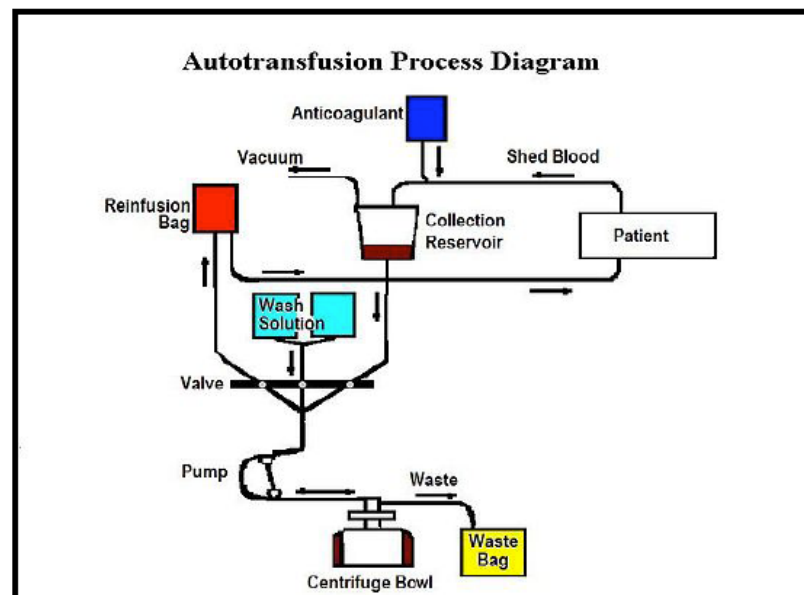 Autotransfusion Process Diagram
Anticoagulant
Vacuum
Shed Blood
Reinfusion
Bag
Collection
Reservoir
Patient
Wash
Solution
Valve
Pump
Waste
Waste
Bag
Centrifuge Bowl